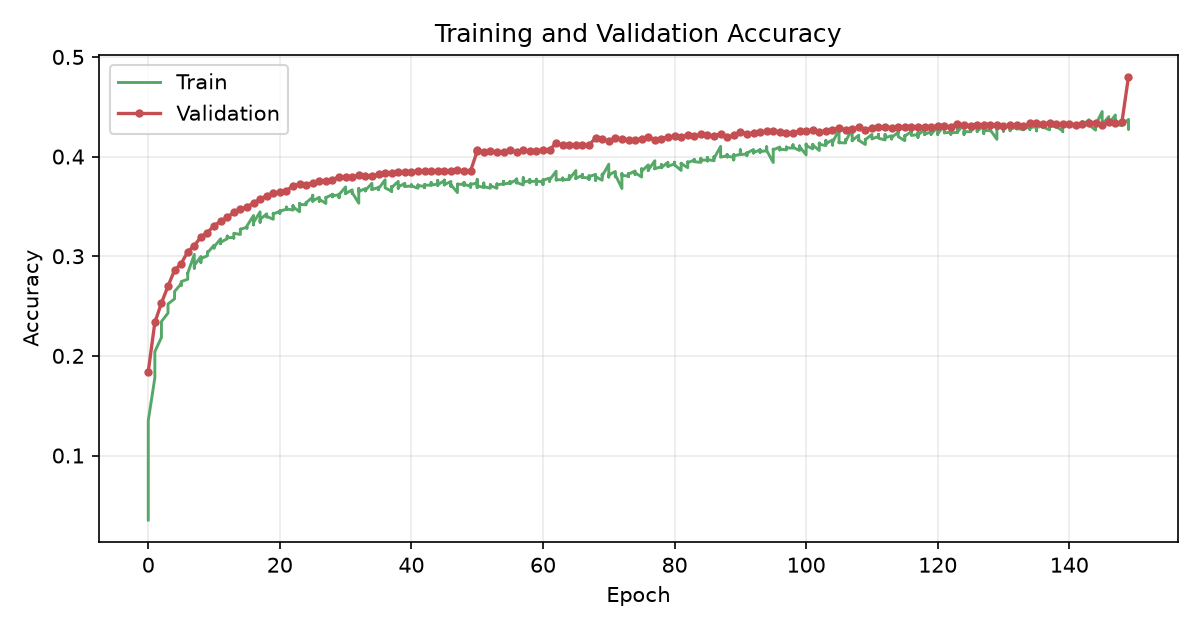 Training and Validation Accuracy
Train
Validation
Accuracy
0.5
0.4
0.3
0.2
0.1
0 20 40 60 80 100 120 140
Epoch